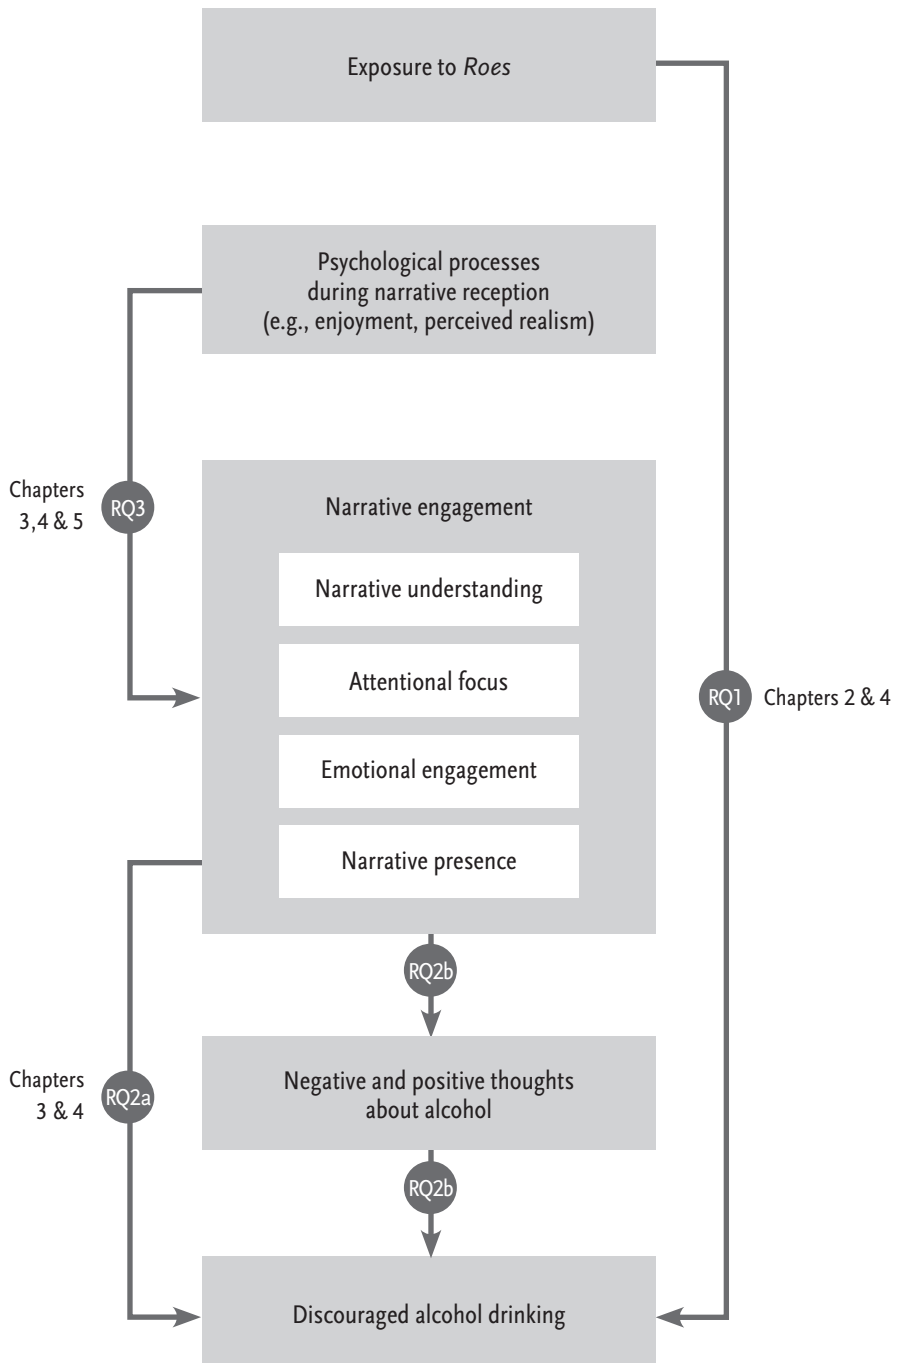 Exposure to Roes
Psychological processes
during narrative reception
(e.g., enjoyment, perceived realism)
Chapters
3,4 & 5
RQ3
Narrative engagement
Narrative understanding
Attentional focus
Emotional engagement
Narrative presence
RQ1
Chapters 2 & 4
RQ2b
Negative and positive thoughts
about alcohol
Chapters
3 & 4
RQ2a
RQ2b
Discouraged alcohol drinking